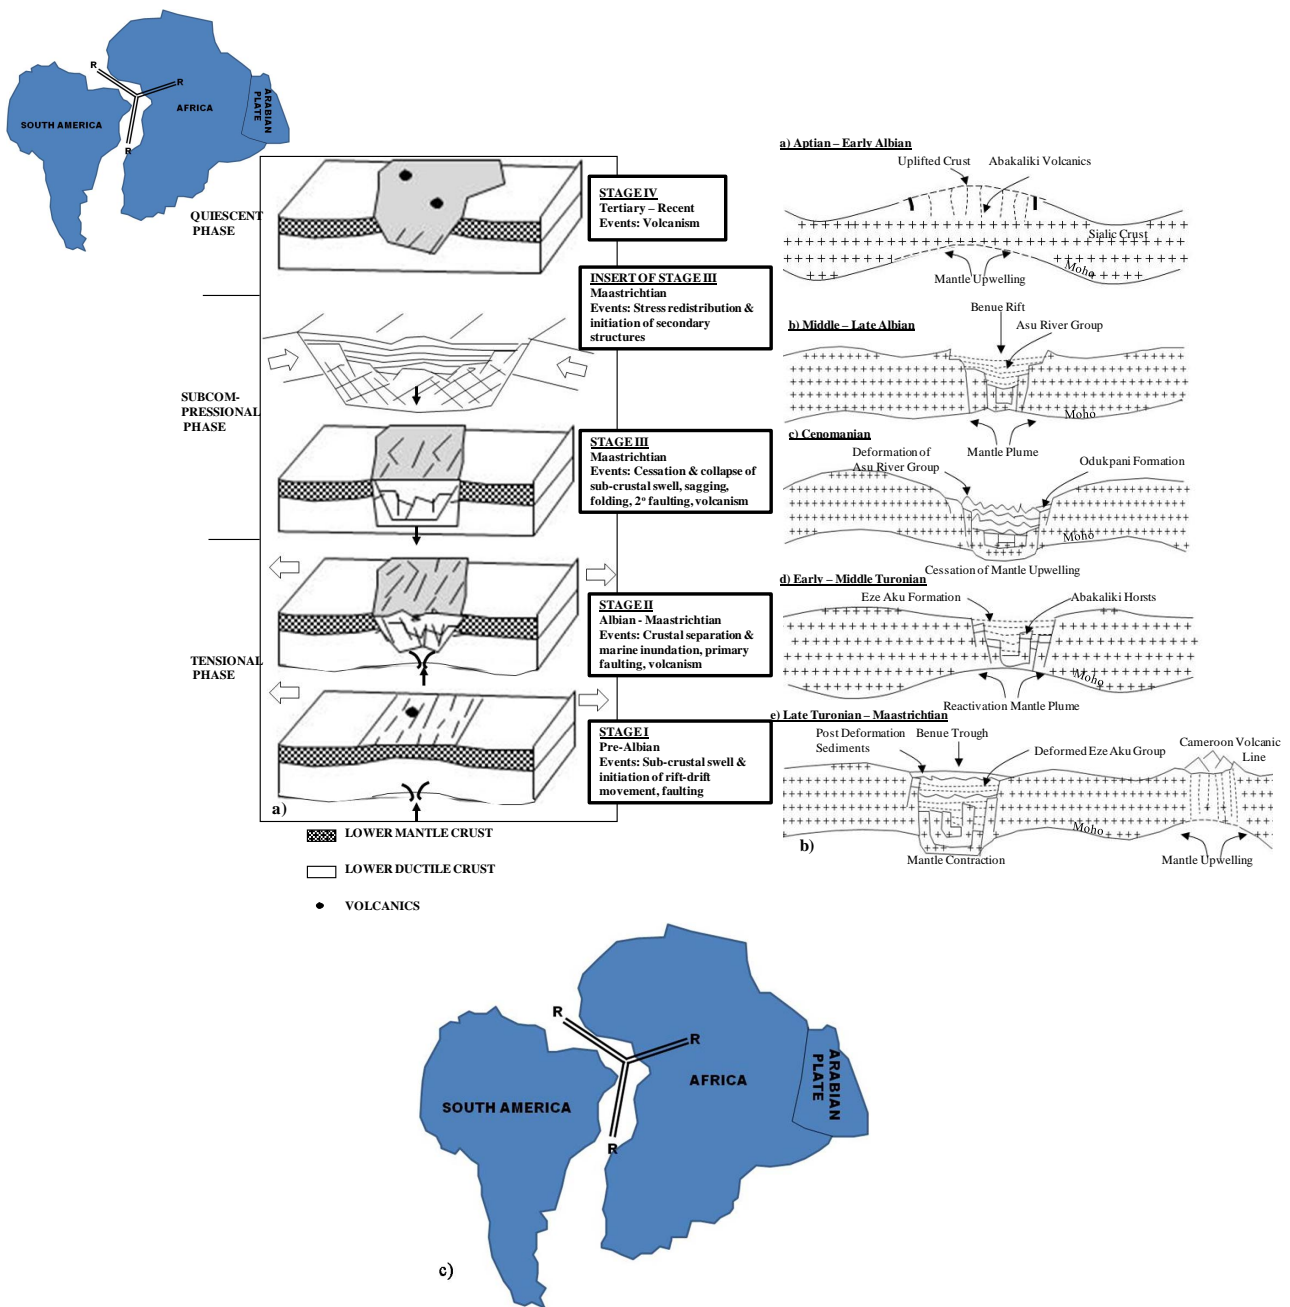 R
R
SOUTH AMERICA
AFRICA
ARABIAN
PLATE
R
QUIESCENT
PHASE
STAGE IV
Tertiary – Recent
Events: Volcanism
INSERT OF STAGE III
Maastrichtian
Events: Stress redistribution &
initiation of secondary
structures
SUBCOM-
PRESSIONAL
PHASE
STAGE III
Maastrichtian
Events: Cessation & collapse of
sub-crustal swell, sagging,
folding, 2° faulting, volcanism
STAGE II
Albian - Maastrichtian
Events: Crustal separation &
marine inundation, primary
faulting, volcanism
TENSIONAL
PHASE
STAGE I
Pre-Albian
Events: Sub-crustal swell &
initiation of rift-drift
movement, faulting
a)
LOWER MANTLE CRUST
LOWER DUCTILE CRUST
VOLCANICS
a) Aptian – Early Albian
Uplifted Crust
Abakaliki Volcanics
Sialic Crust
Moho
Mantle Upwelling
Benue Rift
b) Middle – Late Albian
Asu River Group
Moho
Mantle Plume
c) Cenomanian
Deformation of
Asu River Group
Odukpani Formation
Moho
Cessation of Mantle Upwelling
d) Early – Middle Turonian
Eze Aku Formation
Abakaliki Horsts
Moho
Reactivation Mantle Plume
e) Late Turonian – Maastrichtian
Post Deformation
Sediments
Benue Trough
Deformed Eze Aku Group
Cameroon Volcanic
Line
Moho
b)
Mantle Contraction
Mantle Upwelling
R
R
AFRICA
ARABIAN
PLATE
SOUTH AMERICA
R
c)